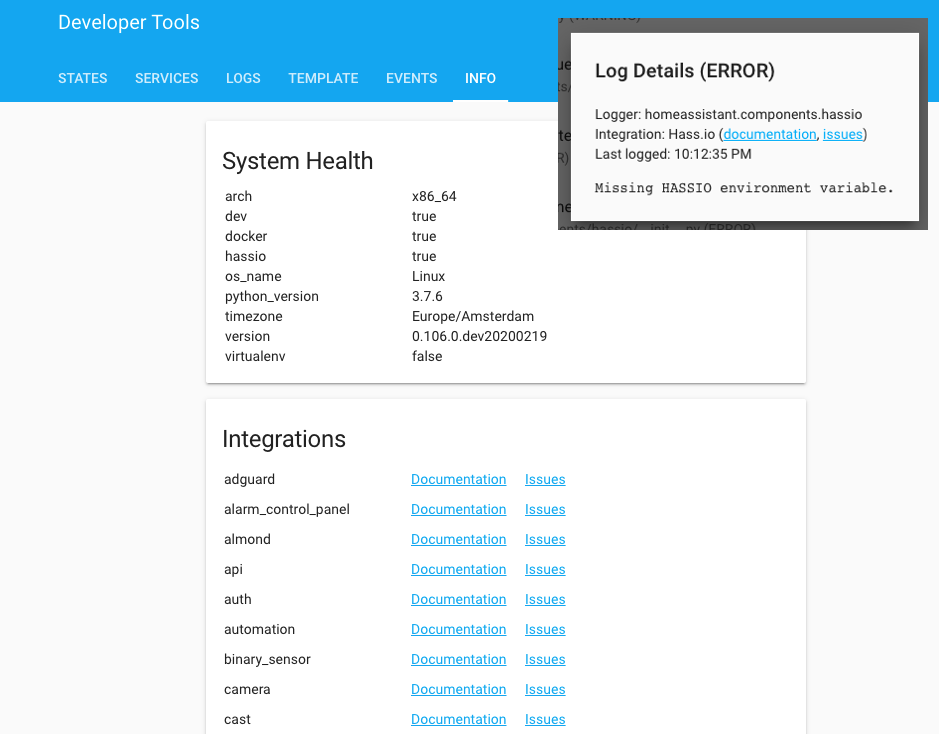 Developer Tools
STATES SERVICES LOGS TEMPLATE EVENTS INFO
Log Details (ERROR)
Logger: homeassistant.components.hassio
Integration: Hass.io (documentation, issues)
Last logged: 10:12:35 PM
Missing HASSIO environment variable.
System Health
arch x86_64
dev true
docker true
hassio true
os_name Linux
python_version 3.7.6
timezone Europe/Amsterdam
version 0.106.0.dev20200219
virtualenv false
Integrations
adguard Documentation Issues
alarm_control_panel Documentation Issues
almond Documentation Issues
api Documentation Issues
auth Documentation Issues
automation Documentation Issues
binary_sensor Documentation Issues
camera Documentation Issues
cast Documentation Issues